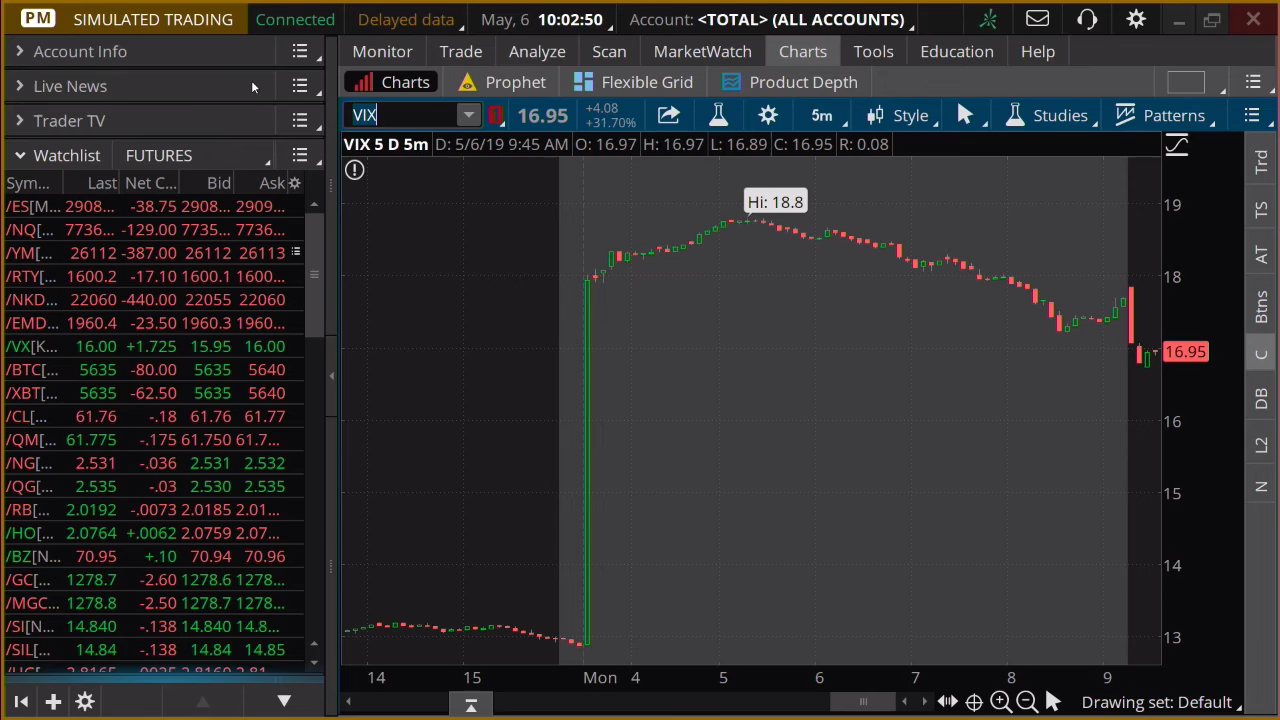 PM SIMULATED TRADING Connected Delayed data May, 6 10:02:50 Account: <TOTAL> (ALL ACCOUNTS)
Account Info
Live News
Trader TV
Watchlist FUTURES
Sym... Last Net C... Bid Ask
/ES[M... 2908... -38.75 2908... 2909...
/NQ[... 7736... -129.00 7735... 7736...
/YM[... 26112 -387.00 26112 26113
/RTY[... 1600.2 -17.10 1600.1 1600...
/NKD... 22060 -440.00 22055 22060
/EMD... 1960.4 -23.50 1960.3 1960...
/VX[K... 16.00 +1.725 15.95 16.00
/BTC[... 5635 -80.00 5635 5640
/XBT[... 5635 -62.50 5635 5640
/CL[... 61.76 -.18 61.76 61.77
/QM[... 61.775 -.175 61.750 61.7...
/NG[... 2.531 -.036 2.531 2.532
/QG[... 2.535 -.03 2.530 2.535
/RB[... 2.0192 -.0073 2.0185 2.01...
/HO[... 2.0764 +.0062 2.0759 2.07...
/BZ[N... 70.95 +.10 70.94 70.96
/GC[... 1278.7 -2.60 1278.6 1278...
/MGC... 1278.8 -2.50 1278.7 1278...
/SI[N... 14.840 -.138 14.840 14.8...
/SIL[... 14.84 -.138 14.84 14.85
Monitor Trade Analyze Scan MarketWatch Charts Tools Education Help
Charts Prophet Flexible Grid Product Depth
VIX 1 16.95 +4.08 +31.70% 5m Style Studies Patterns
VIX 5 D 5m D: 5/6/19 9:45 AM O: 16.97 H: 16.97 L: 16.89 C: 16.95 R: 0.08
Hi: 18.8
19
18
16.95
16
15
14
13
14 15 Mon 4 5 6 7 8 9
Drawing set: Default
Trd
TS
AT
Btns
C
DB
L2
N